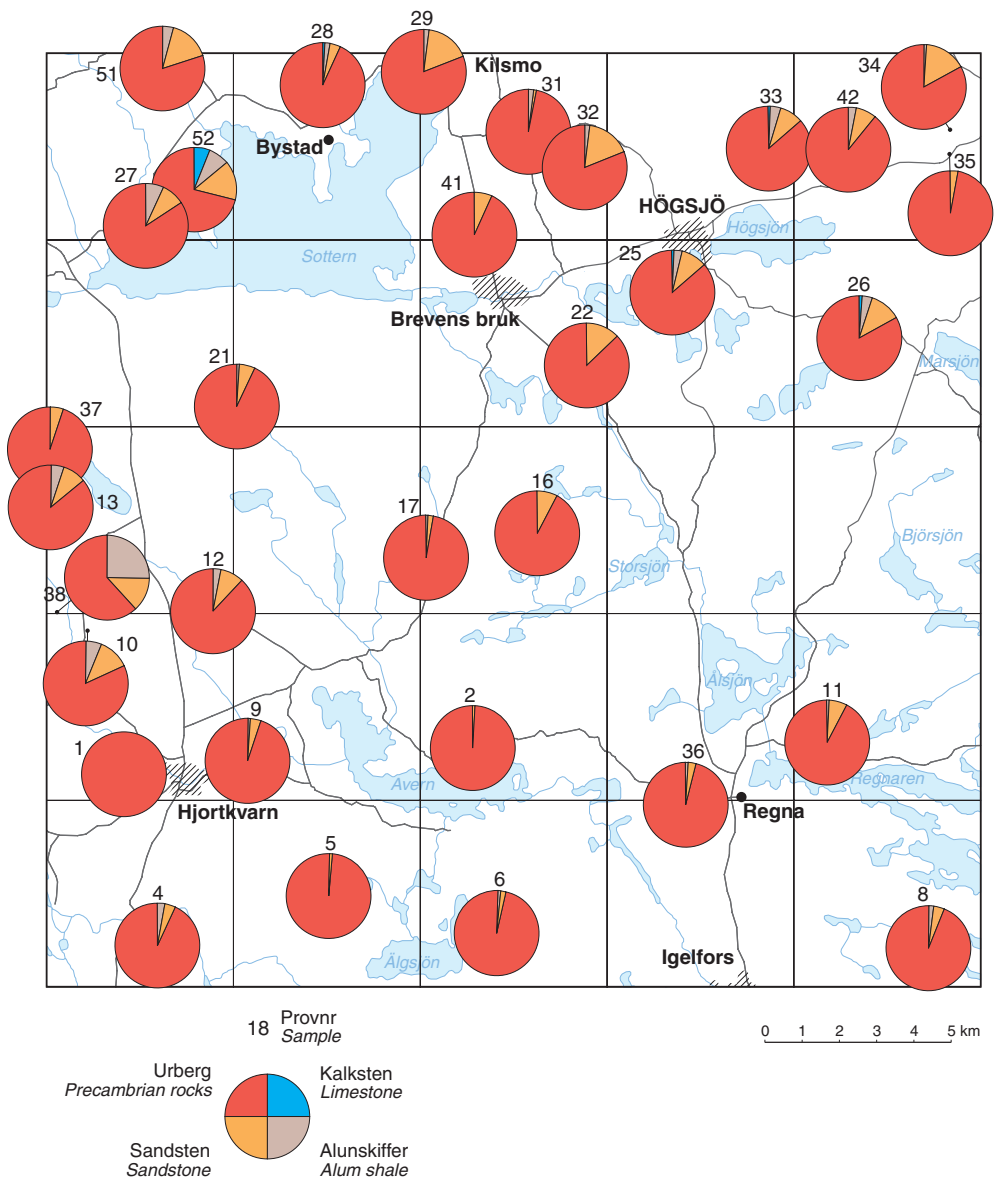 29
28
Kilsmo
34
51
31
33
42
32
52
Bystad
35
27
41
HÖGSJÖ
Högsjön
Sottern
25
26
Brevens bruk
22
21
Marsjön
37
16
13
17
Björsjön
12
Storsjön
38
10
Ålsjön
2
11
9
1
36
Avern
Regnaren
Hjortkvarn
Regna
5
6
4
8
Igelfors
Älgsjön
18 Provnr
Sample
0 1 2 3 4 5 km
Urberg
Precambrian rocks
Kalksten
Limestone
Sandsten
Sandstone
Alunskiffer
Alum shale